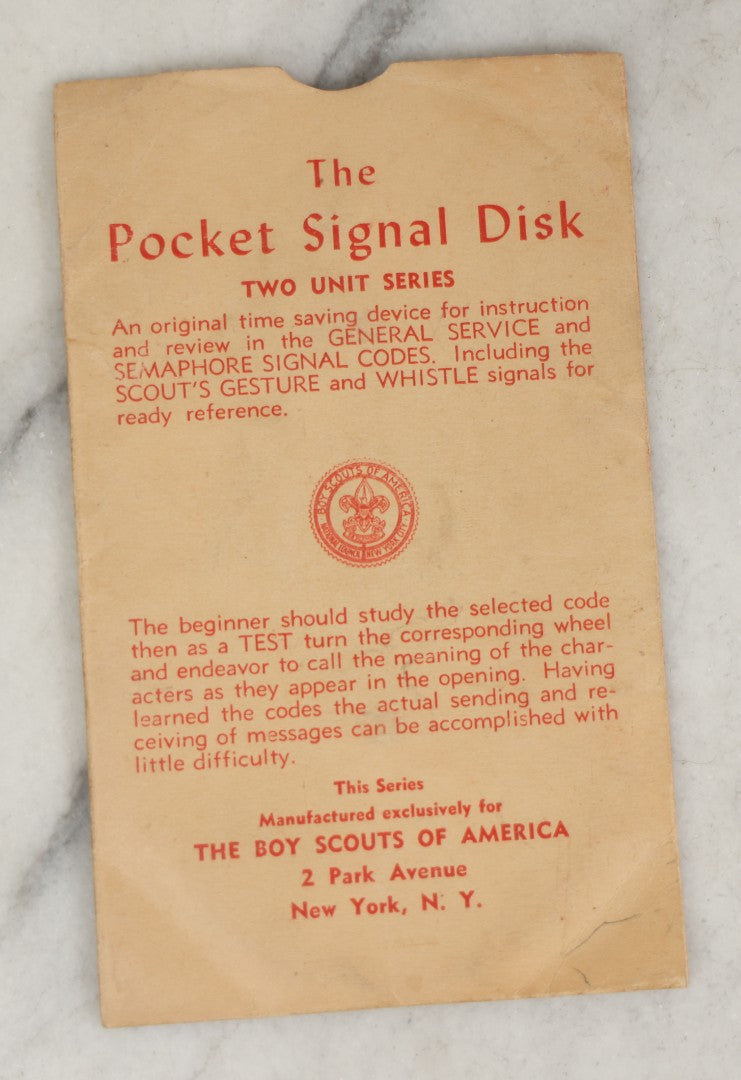 The
Pocket Signal Disk
TWO UNIT SERIES
An original time saving device for instruction
and review in the GENERAL SERVICE and
SEMAPHORE SIGNAL CODES. Including the
SCOUT'S GESTURE and WHISTLE signals for
ready reference.
BOY SCOUTS OF AMERICA
NATIONAL COUNCIL NEW YORK CITY
The beginner should study the selected code
then as a TEST turn the corresponding wheel
and endeavor to call the meaning of the char-
acters as they appear in the opening. Having
learned the codes the actual sending and re-
ceiving of messages can be accomplished with
little difficulty.
This Series
Manufactured exclusively for
THE BOY SCOUTS OF AMERICA
2 Park Avenue
New York, N. Y.